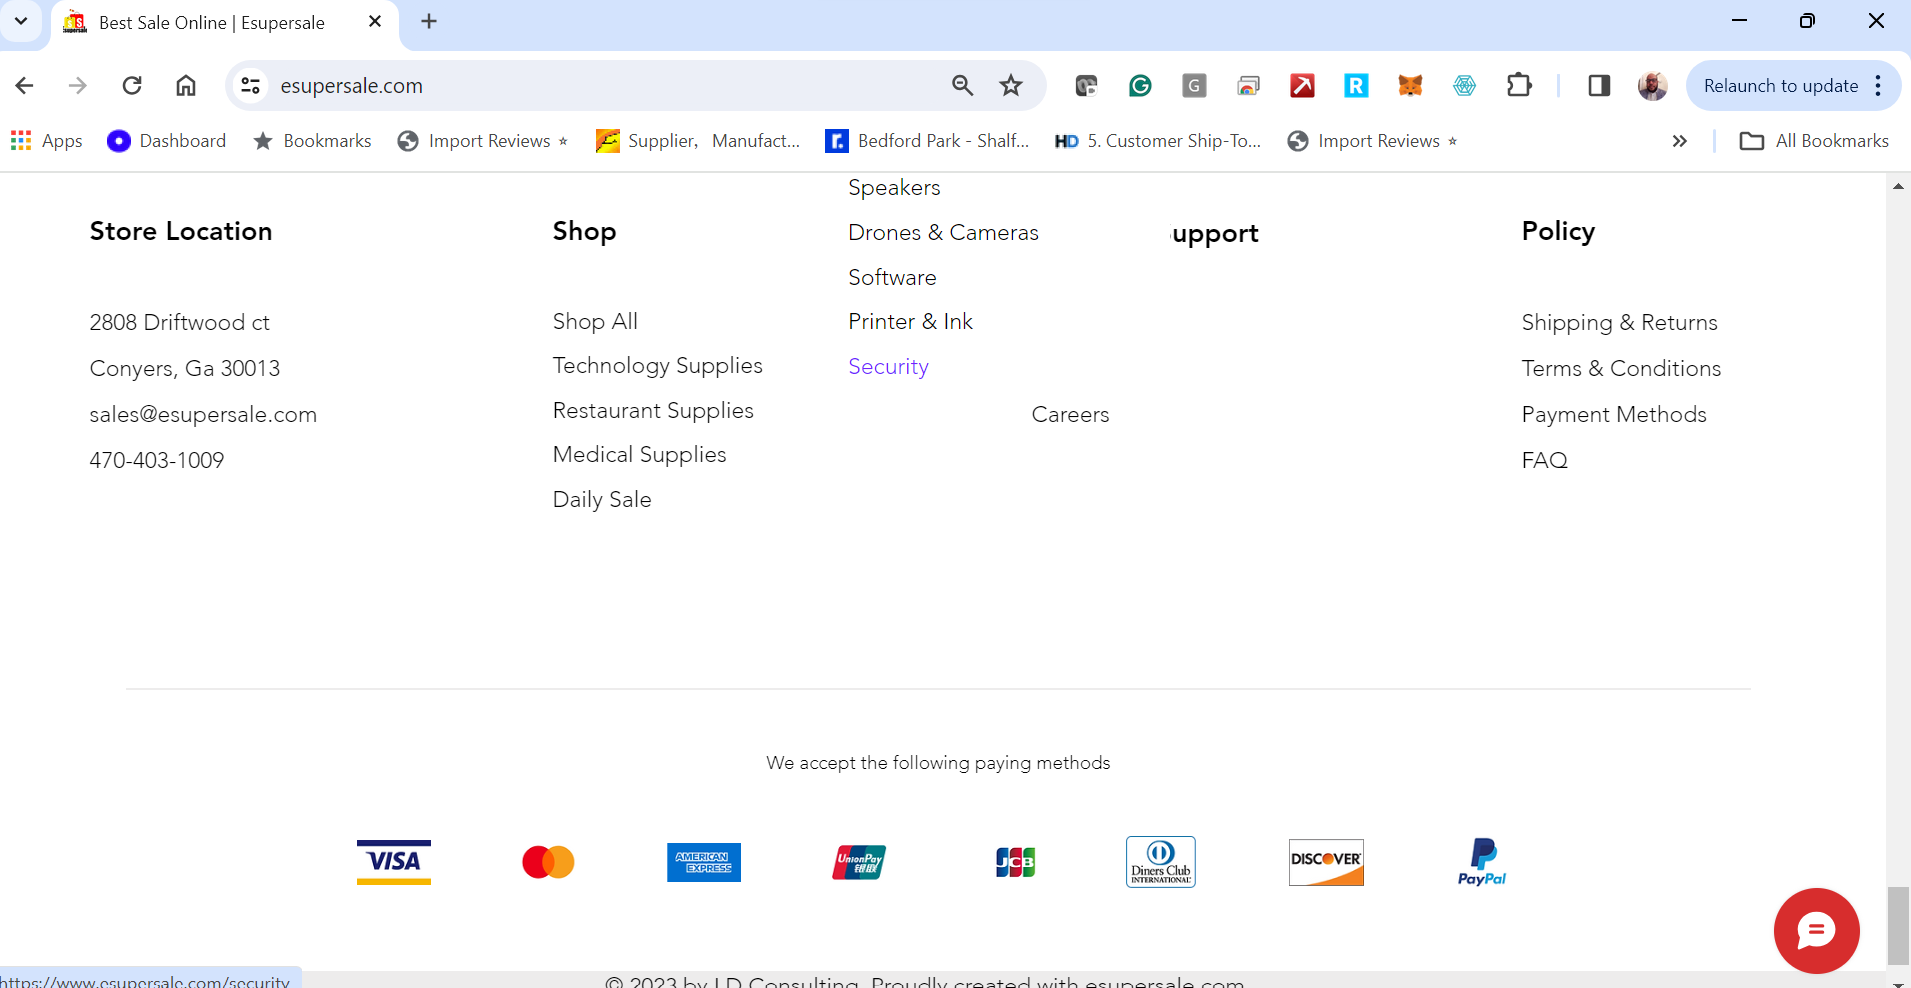 Best Sale Online | Esupersale
esupersale.com
Relaunch to update
Apps
Dashboard
Bookmarks
Import Reviews ⭐
Supplier, Manufact...
Bedford Park - Shalf...
HD 5. Customer Ship-To...
Import Reviews ⭐
»
All Bookmarks
Store Location
2808 Driftwood ct
Conyers, Ga 30013
sales@esupersale.com
470-403-1009
Shop
Shop All
Technology Supplies
Restaurant Supplies
Medical Supplies
Daily Sale
Speakers
Drones & Cameras
Software
Printer & Ink
Security
upport
Careers
Policy
Shipping & Returns
Terms & Conditions
Payment Methods
FAQ
We accept the following paying methods
VISA
AMERICAN
EXPRESS
UnionPay
银联
JCB
Diners Club
INTERNATIONAL
DISCOVER
PayPal
https://www.esupersale.com/security
© 2023 by LD Consulting. Proudly created with esupersale.com